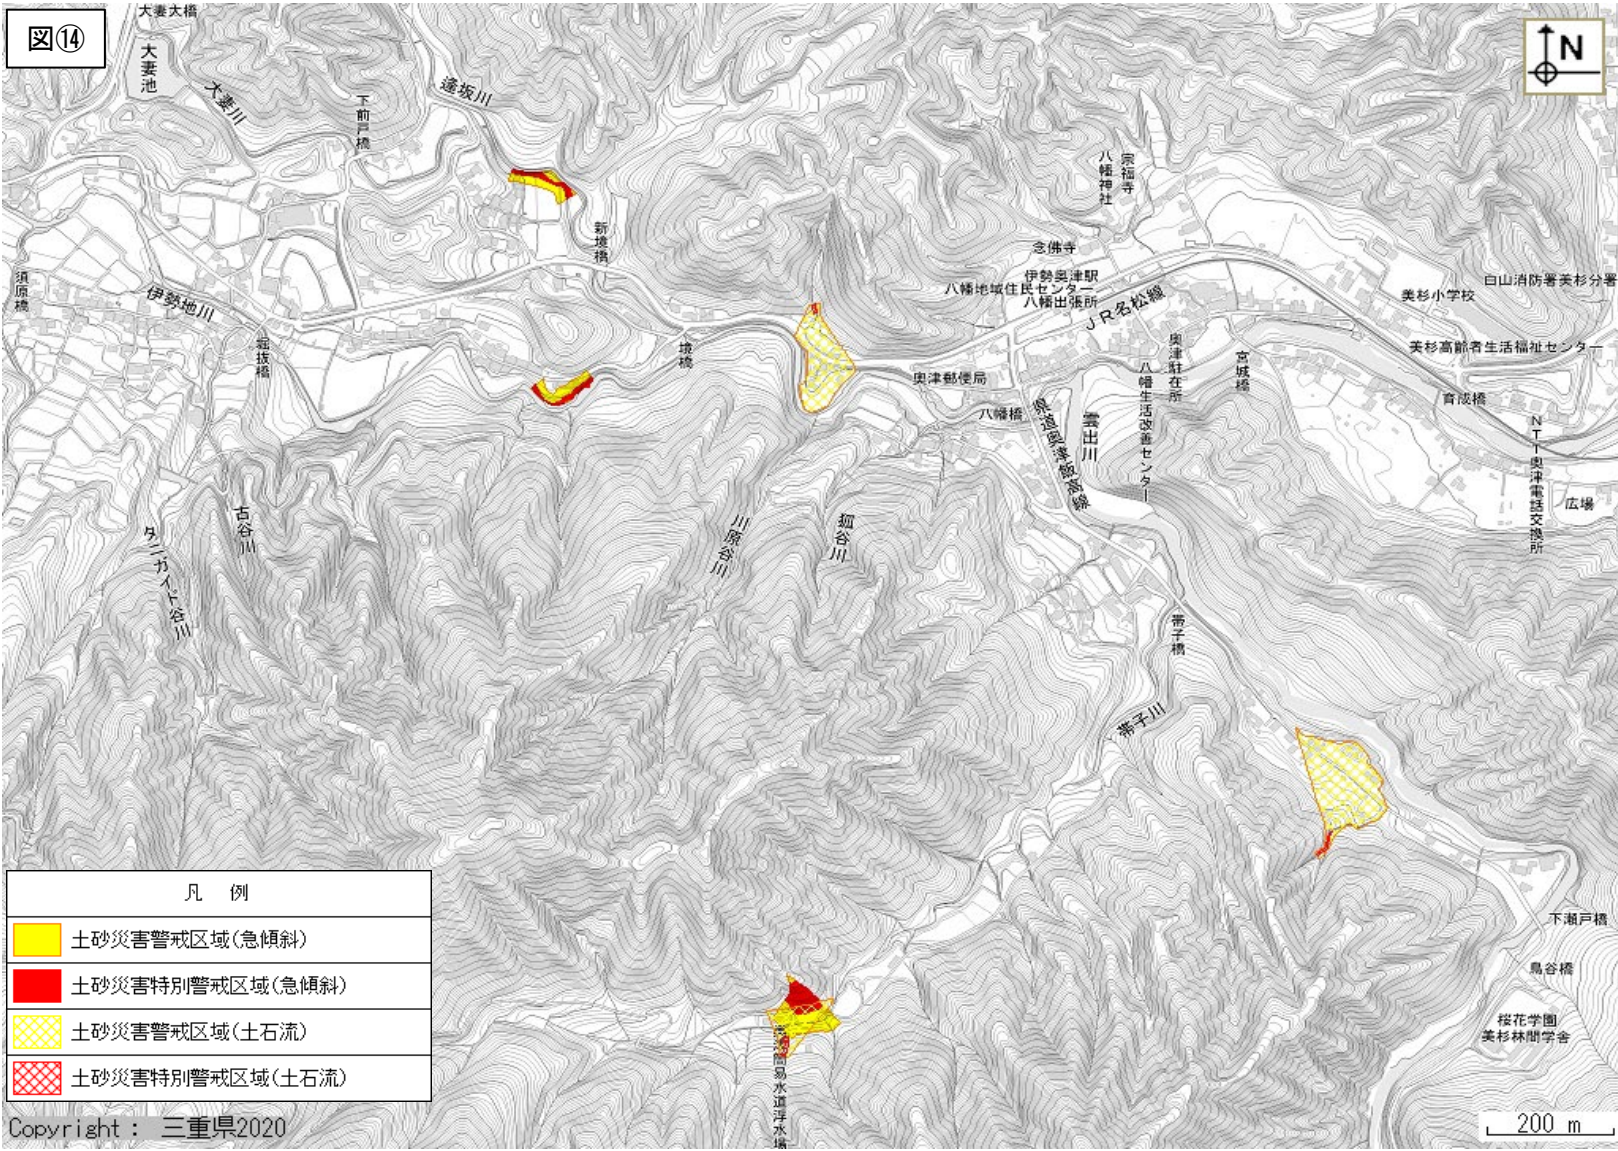 図⑭
N
大妻大橋
大妻池
大妻川
逢坂川
下前戸橋
新境橋
宗福寺
八幡神社
念佛寺
伊勢奥津駅
八幡地域住民センター
八幡出張所
JR名松線
美杉小学校
白山消防署美杉分署
美杉高齢者生活福祉センター
須原橋
伊勢地川
堀抜橋
境橋
奥津郵便局
八幡橋
奥津駐在所
八幡生活改善センター
宮城橋
育成橋
県道奥津飯高線
雲出川
NTT奥津電話交換所
広場
古谷川
タニガイト谷川
川原谷川
狐谷川
帯子橋
帯子川
下瀬戸橋
鳥谷橋
桜花学園
美杉林間学舎
簡易水道浄水場
凡 例
土砂災害警戒区域(急傾斜)
土砂災害特別警戒区域(急傾斜)
土砂災害警戒区域(土石流)
土砂災害特別警戒区域(土石流)
Copyright : 三重県2020
200 m